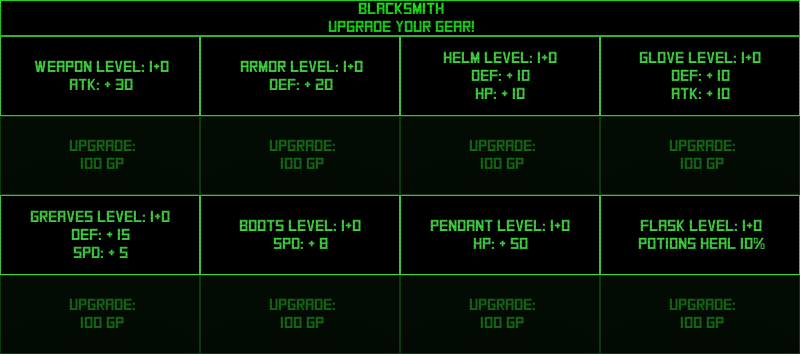 BLACKSMITH
UPGRADE YOUR GEAR!
WEAPON LEVEL: 1+0
ATK: + 30
ARMOR LEVEL: 1+0
DEF: + 20
HELM LEVEL: 1+0
DEF: + 10
HP: + 10
GLOVE LEVEL: 1+0
DEF: + 10
ATK: + 10
UPGRADE:
100 GP
UPGRADE:
100 GP
UPGRADE:
100 GP
UPGRADE:
100 GP
GREAVES LEVEL: 1+0
DEF: + 15
SPD: + 5
BOOTS LEVEL: 1+0
SPD: + 8
PENDANT LEVEL: 1+0
HP: + 50
FLASK LEVEL: 1+0
POTIONS HEAL 10%
UPGRADE:
100 GP
UPGRADE:
100 GP
UPGRADE:
100 GP
UPGRADE:
100 GP